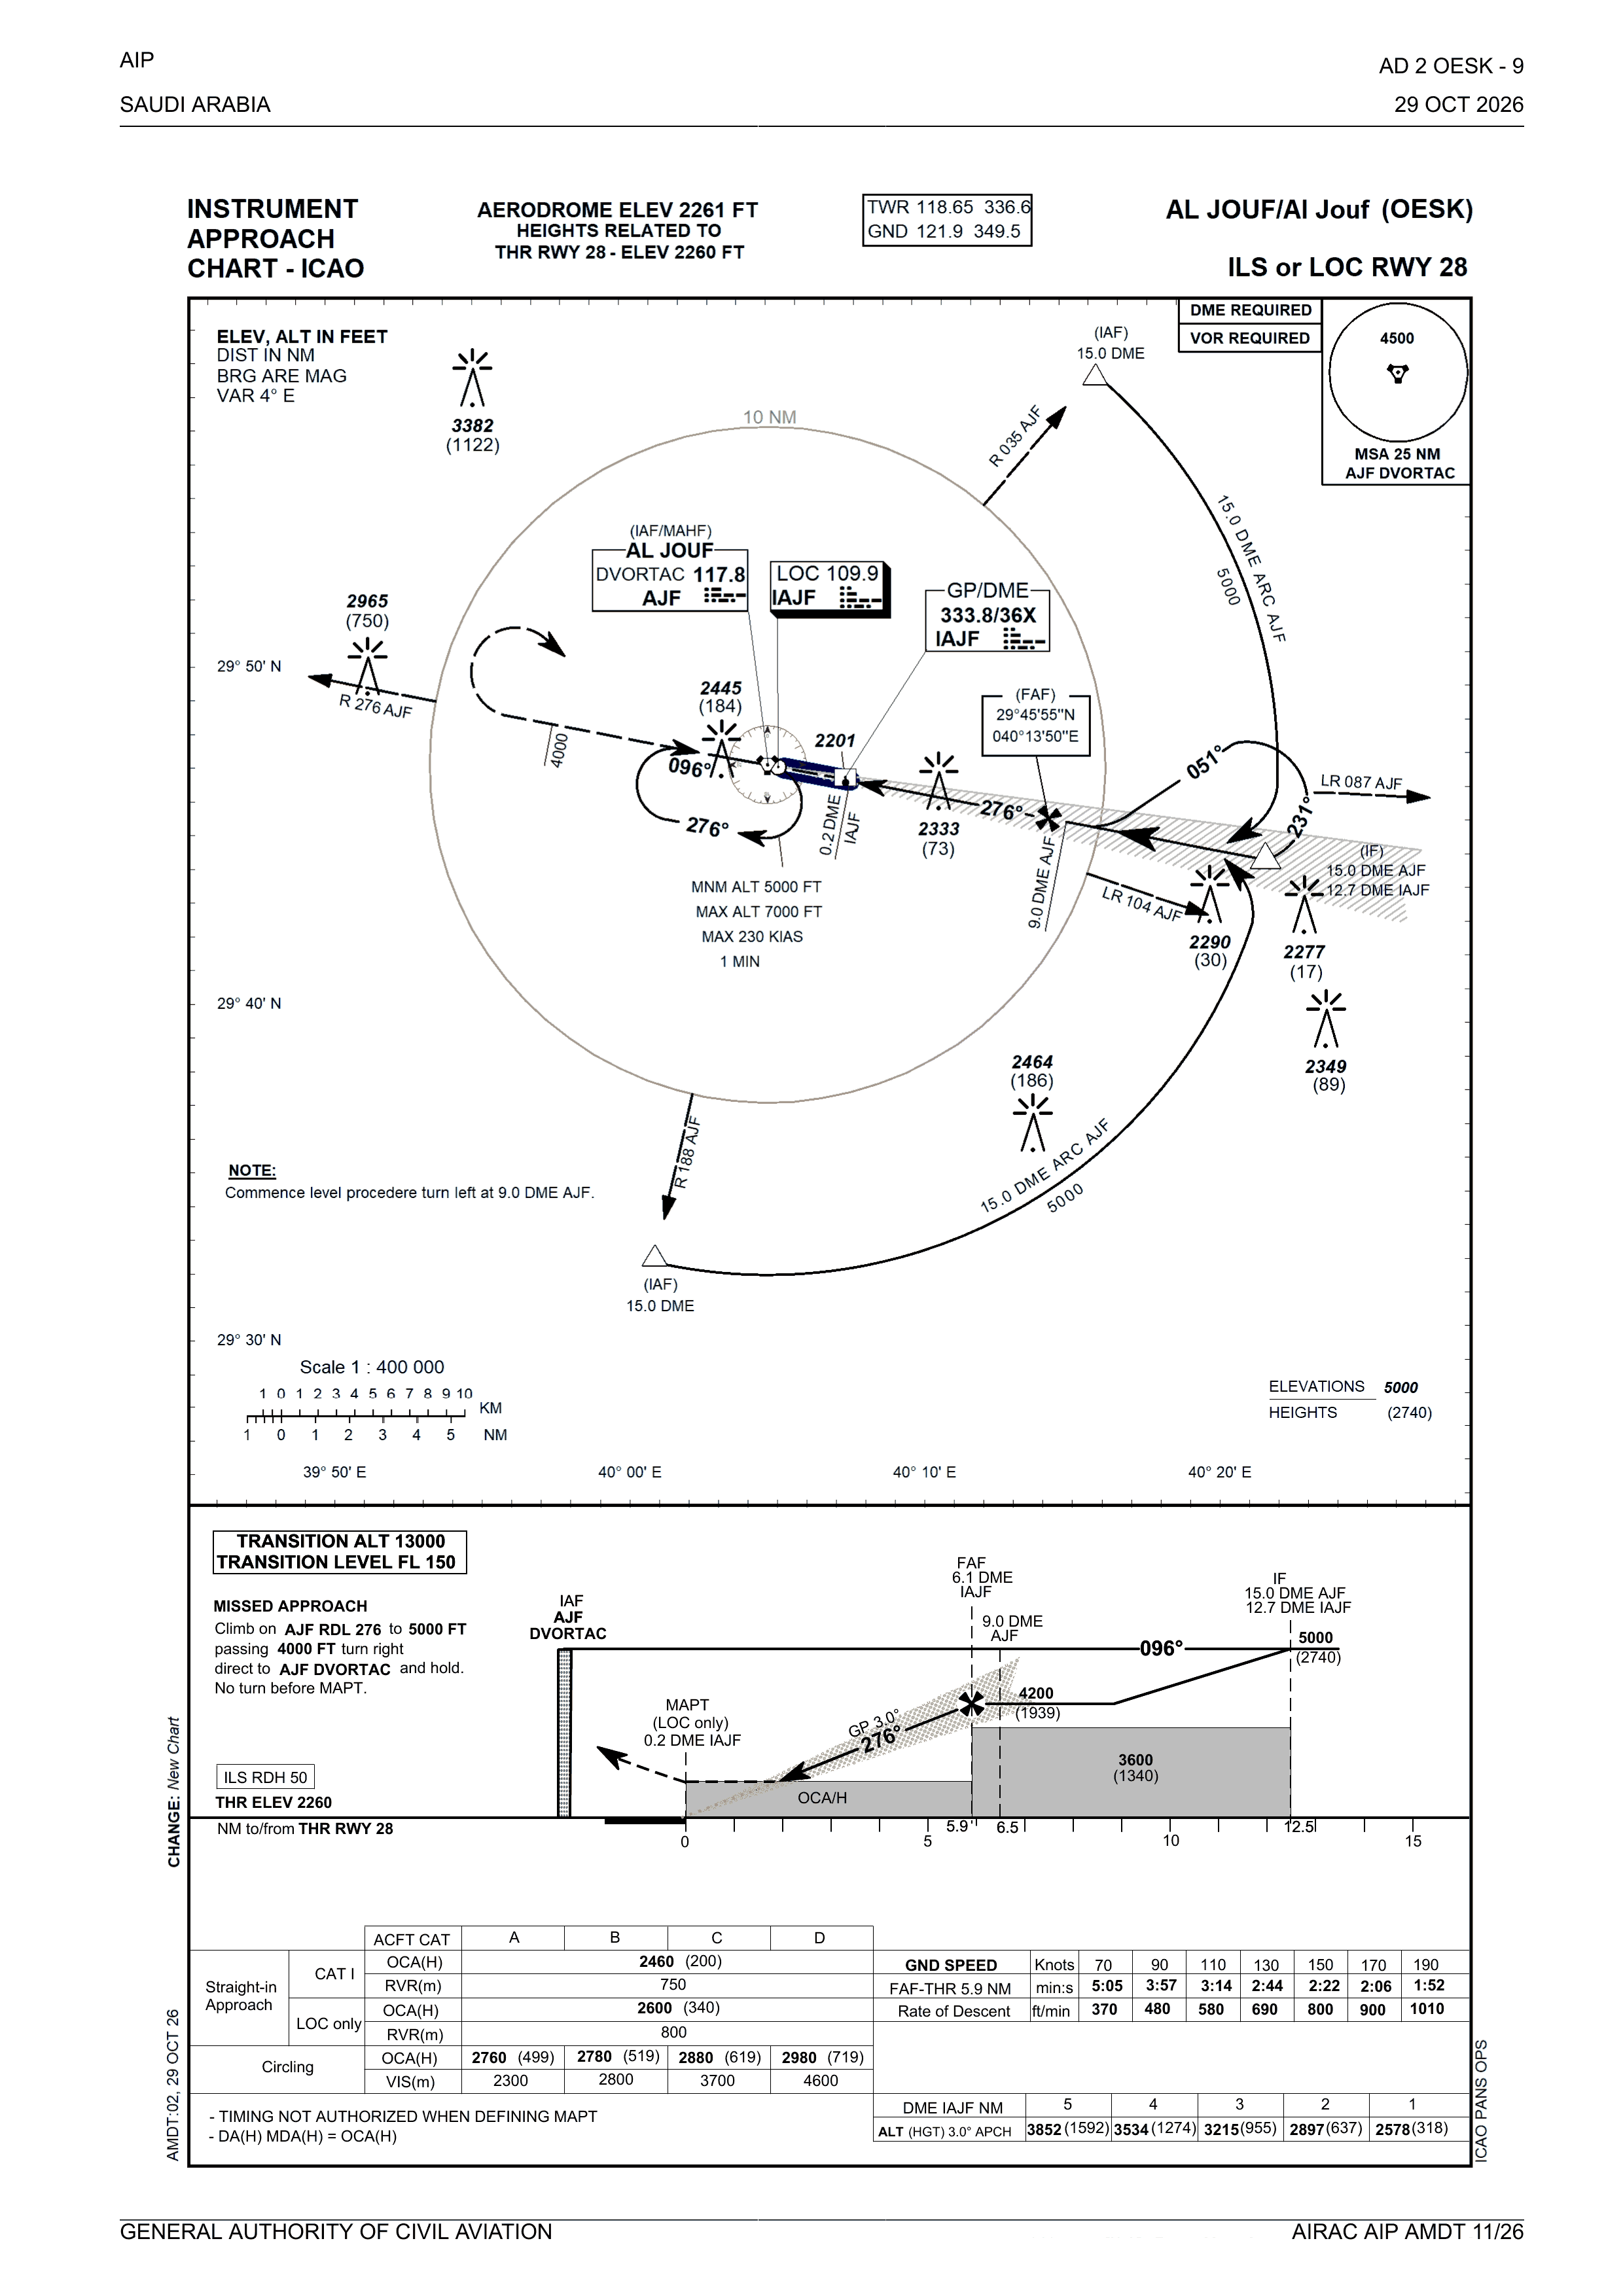 AIP
AD 2 OESK - 9
SAUDI ARABIA
29 OCT 2026
INSTRUMENT
APPROACH
CHART - ICAO
AERODROME ELEV 2261 FT
HEIGHTS RELATED TO
THR RWY 28 - ELEV 2260 FT
TWR 118.65 336.6
GND 121.9 349.5
AL JOUF/Al Jouf (OESK)
ILS or LOC RWY 28
ELEV, ALT IN FEET
DIST IN NM
BRG ARE MAG
VAR 4° E
3382
(1122)
10 NM
(IAF)
15.0 DME
R 035 AJF
DME REQUIRED
VOR REQUIRED
4500
MSA 25 NM
AJF DVORTAC
15.0 DME ARC AJF
5000
(IAF/MAHF)
AL JOUF
DVORTAC 117.8
AJF
LOC 109.9
IAJF
GP/DME
333.8/36X
IAJF
2965
(750)
29° 50' N
R 276 AJF
4000
2445
(184)
096°
276°
2201
0.2 DME
IAJF
(FAF)
29°45'55"N
040°13'50"E
2333
(73)
276°
9.0 DME AJF
051°
231°
LR 087 AJF
LR 104 AJF
(IF)
15.0 DME AJF
12.7 DME IAJF
2290
(30)
2277
(17)
2349
(89)
MNM ALT 5000 FT
MAX ALT 7000 FT
MAX 230 KIAS
1 MIN
29° 40' N
2464
(186)
15.0 DME ARC AJF
5000
R 188 AJF
NOTE:
Commence level procedere turn left at 9.0 DME AJF.
(IAF)
15.0 DME
29° 30' N
Scale 1 : 400 000
1 0 1 2 3 4 5 6 7 8 9 10
KM
1 0 1 2 3 4 5 NM
ELEVATIONS 5000
HEIGHTS (2740)
39° 50' E
40° 00' E
40° 10' E
40° 20' E
TRANSITION ALT 13000
TRANSITION LEVEL FL 150
MISSED APPROACH
Climb on AJF RDL 276 to 5000 FT
passing 4000 FT turn right
direct to AJF DVORTAC and hold.
No turn before MAPT.
ILS RDH 50
THR ELEV 2260
NM to/from THR RWY 28
IAF
AJF
DVORTAC
MAPT
(LOC only)
0.2 DME IAJF
GP 3.0°
276°
OCA/H
FAF
6.1 DME
IAJF
9.0 DME
AJF
096°
IF
15.0 DME AJF
12.7 DME IAJF
5000
(2740)
4200
(1939)
3600
(1340)
0 5 5.9 6.5 10 12.5 15
CHANGE: New Chart
AMDT:02, 29 OCT 26
ICAO PANS OPS
ACFT CAT A B C D
Straight-in
Approach
CAT I
OCA(H) 2460 (200)
RVR(m) 750
LOC only
OCA(H) 2600 (340)
RVR(m) 800
Circling
OCA(H) 2760 (499) 2780 (519) 2880 (619) 2980 (719)
VIS(m) 2300 2800 3700 4600
GND SPEED Knots 70 90 110 130 150 170 190
FAF-THR 5.9 NM min:s 5:05 3:57 3:14 2:44 2:22 2:06 1:52
Rate of Descent ft/min 370 480 580 690 800 900 1010
- TIMING NOT AUTHORIZED WHEN DEFINING MAPT
- DA(H) MDA(H) = OCA(H)
DME IAJF NM 5 4 3 2 1
ALT (HGT) 3.0° APCH 3852(1592) 3534(1274) 3215(955) 2897(637) 2578(318)
GENERAL AUTHORITY OF CIVIL AVIATION
AIRAC AIP AMDT 11/26